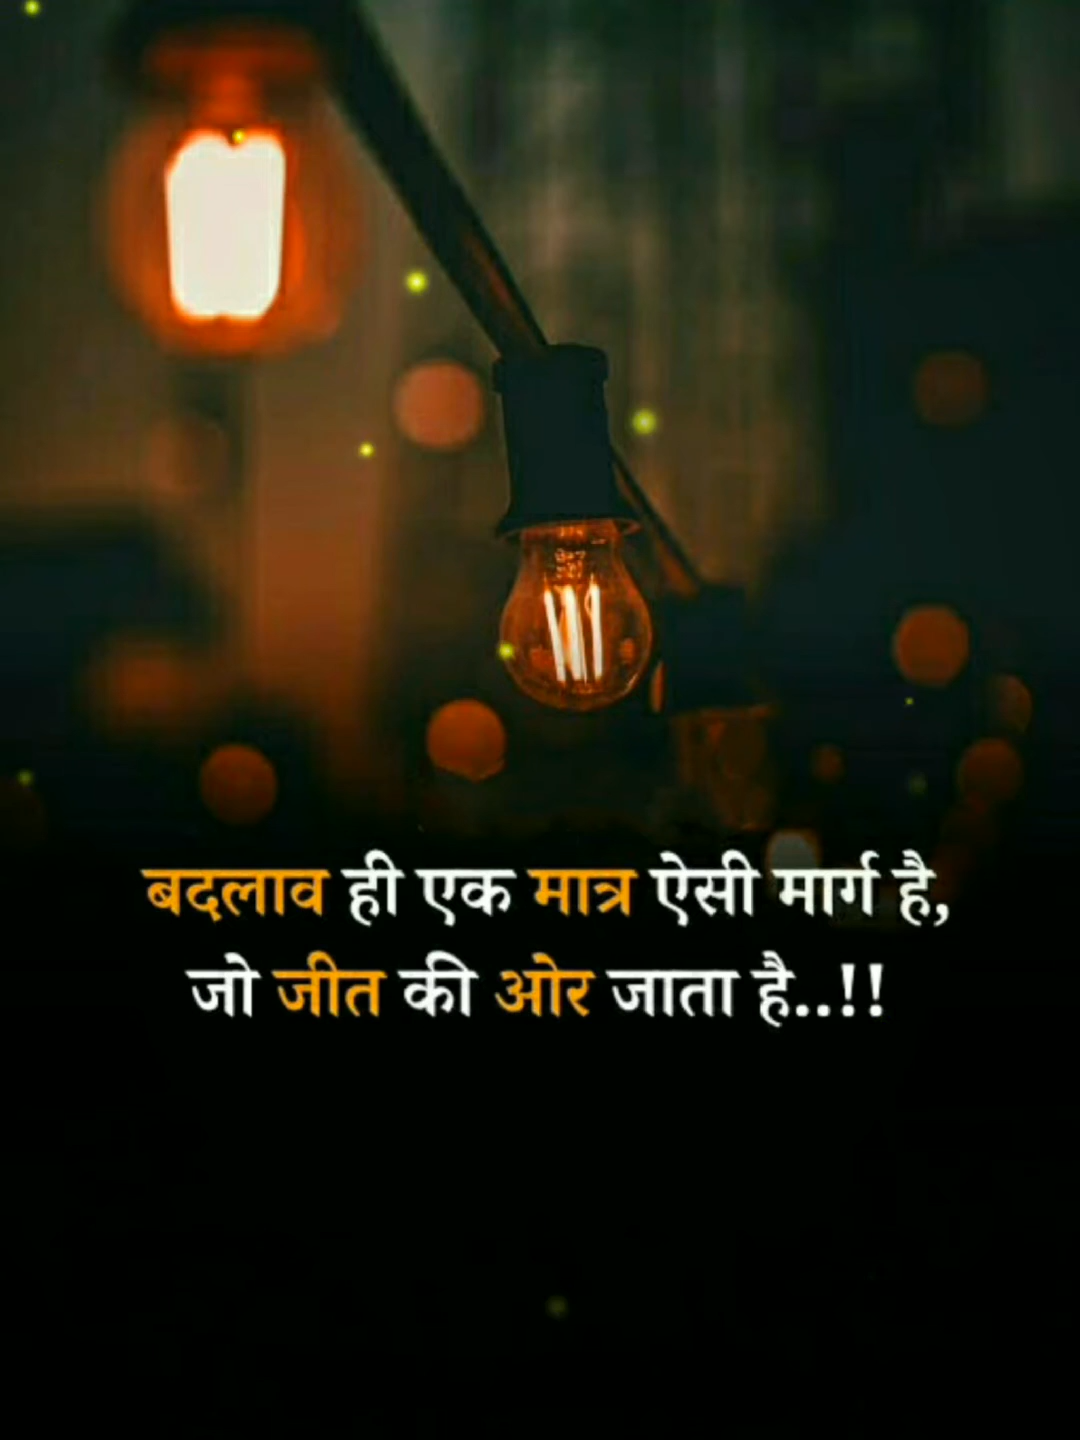 बदलाव ही एक मात्र ऐसी मार्ग है,
जो जीत की ओर जाता है..!!